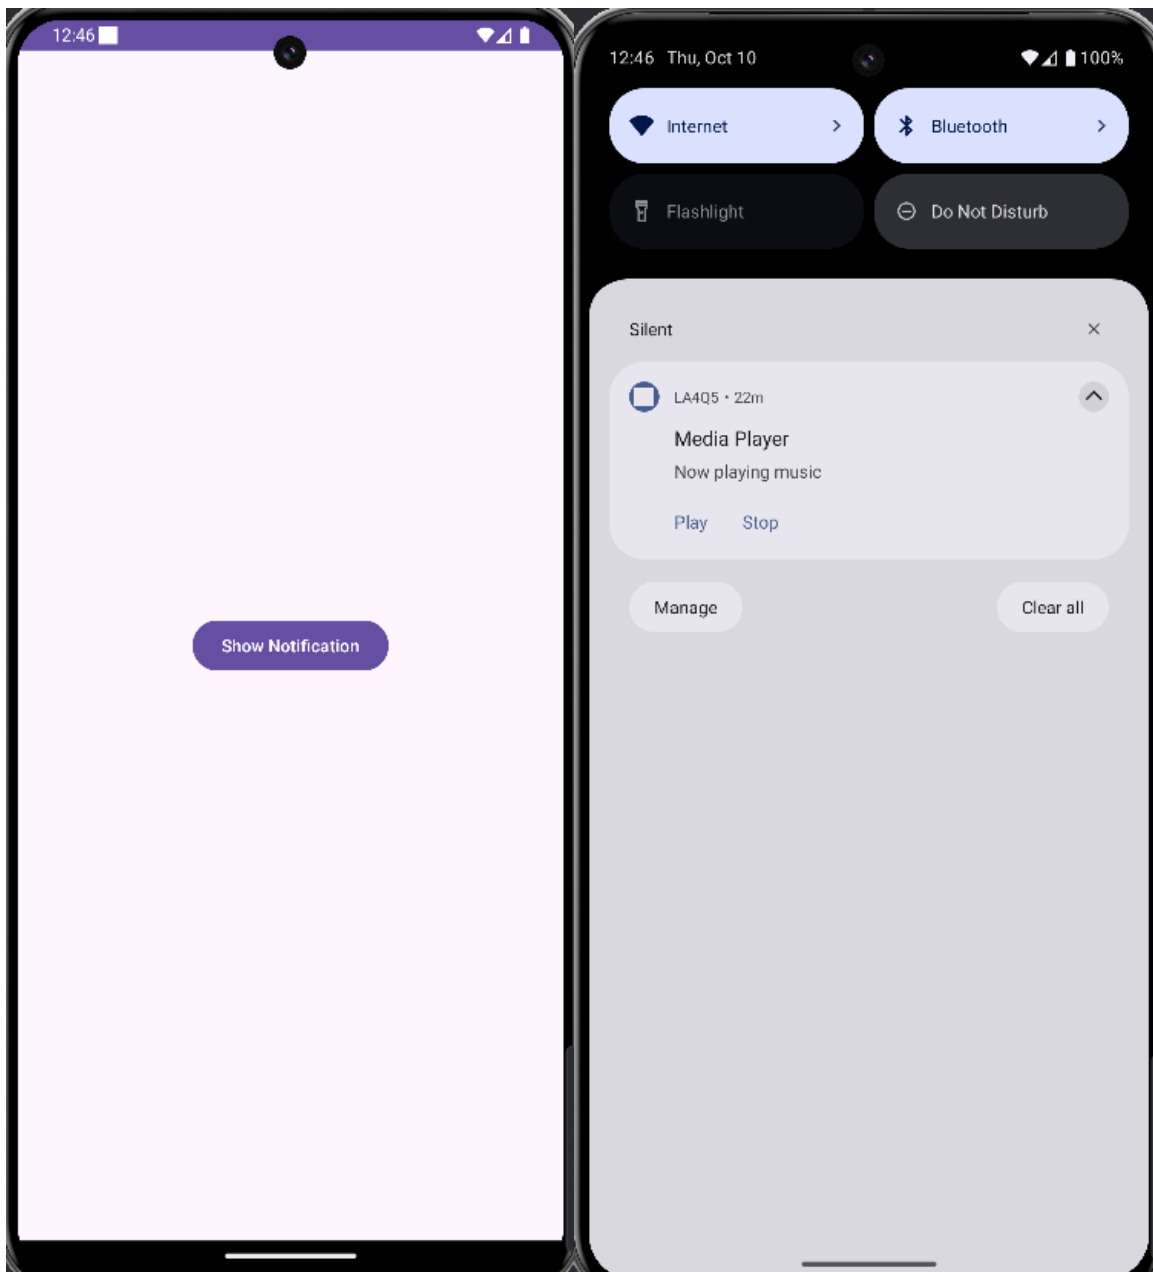 12:46
Show Notification
12:46 Thu, Oct 10 100%
Internet Bluetooth
Flashlight Do Not Disturb
Silent
LA4Q5 • 22m
Media Player
Now playing music
Play Stop
Manage Clear all